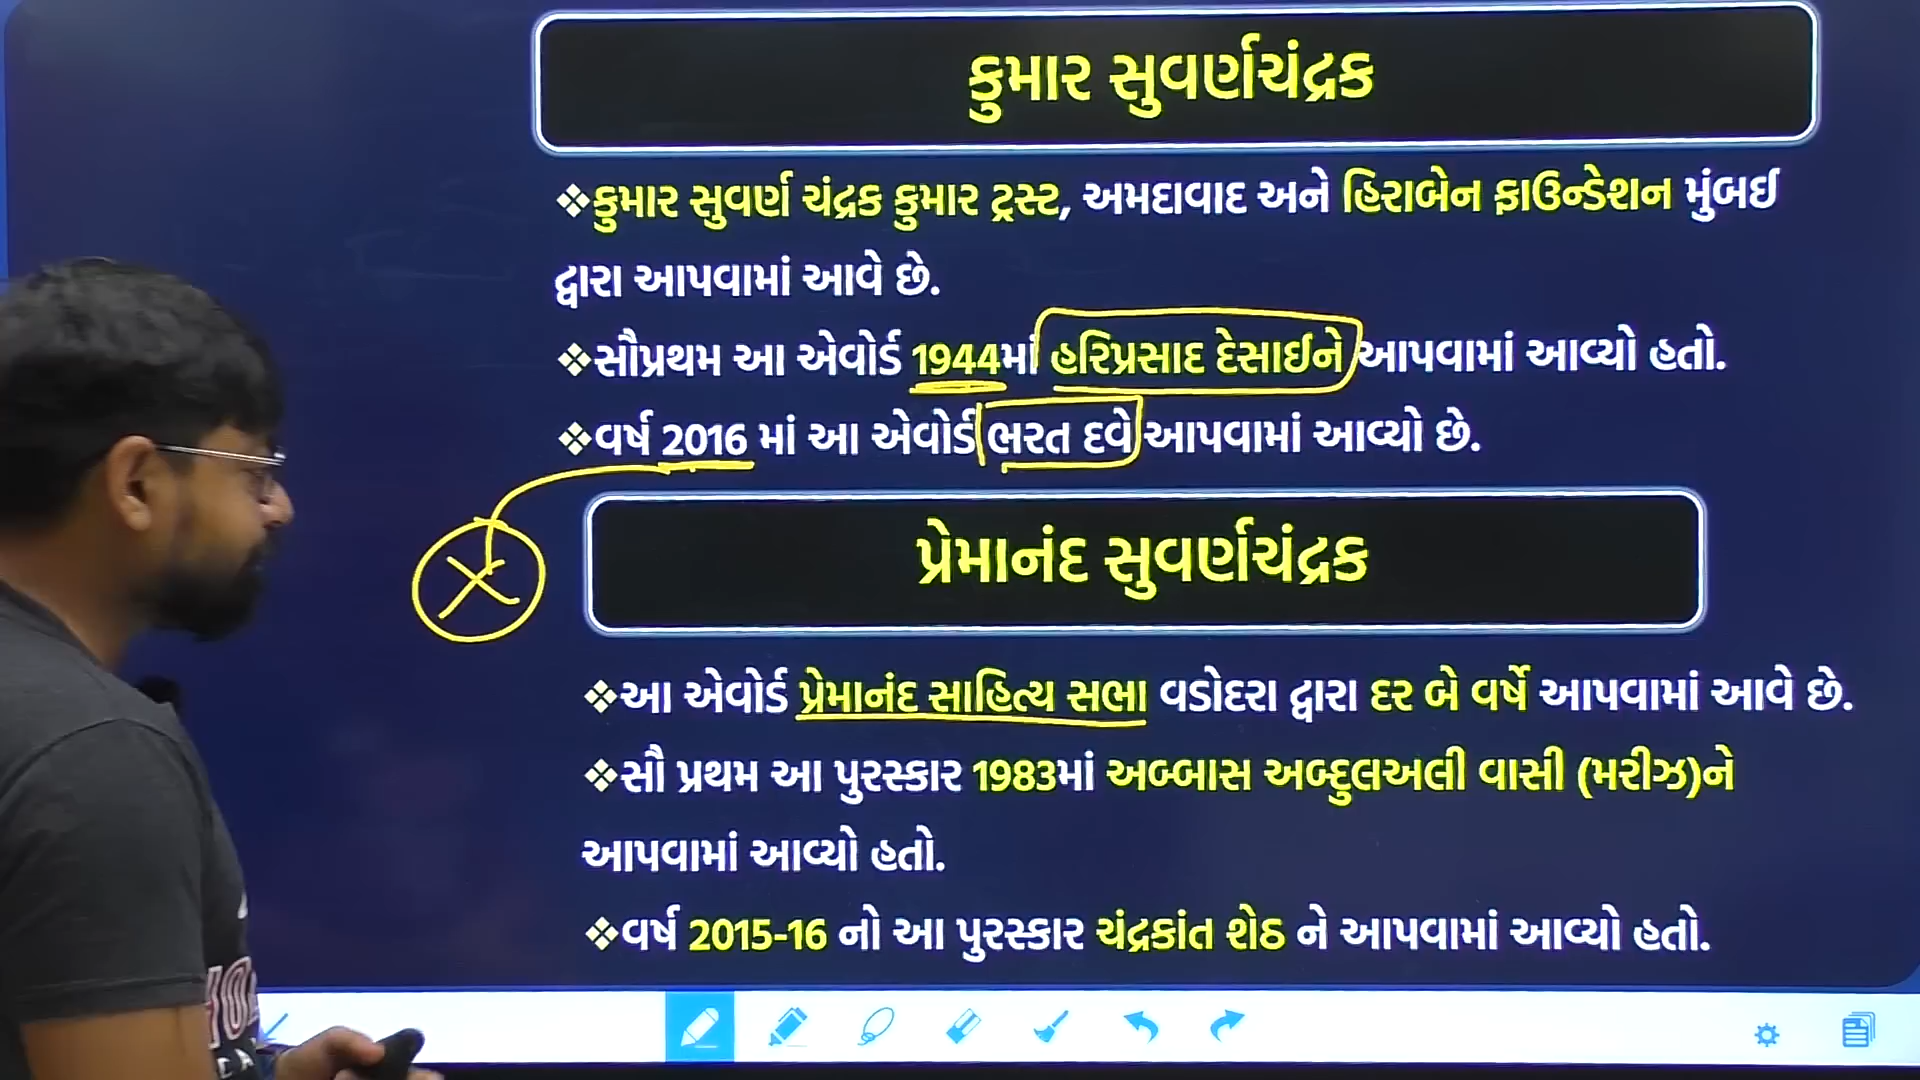 કુમાર સુવર્ણચંદ્રક
❖કુમાર સુવર્ણ ચંદ્રક કુમાર ટ્રસ્ટ, અમદાવાદ અને હિરાબેન ફાઉન્ડેશન મુંબઈ
દ્વારા આપવામાં આવે છે.
❖સૌપ્રથમ આ એવોર્ડ 1944માં હરિપ્રસાદ દેસાઈને આપવામાં આવ્યો હતો.
❖વર્ષ 2016 માં આ એવોર્ડ ભરત દવે આપવામાં આવ્યો છે.
પ્રેમાનંદ સુવર્ણચંદ્રક
❖આ એવોર્ડ પ્રેમાનંદ સાહિત્ય સભા વડોદરા દ્વારા દર બે વર્ષે આપવામાં આવે છે.
❖સૌ પ્રથમ આ પુરસ્કાર 1983માં અબ્બાસ અબ્દુલઅલી વાસી (મરીઝ)ને
આપવામાં આવ્યો હતો.
❖વર્ષ 2015-16 નો આ પુરસ્કાર ચંદ્રકાંત શેઠ ને આપવામાં આવ્યો હતો.